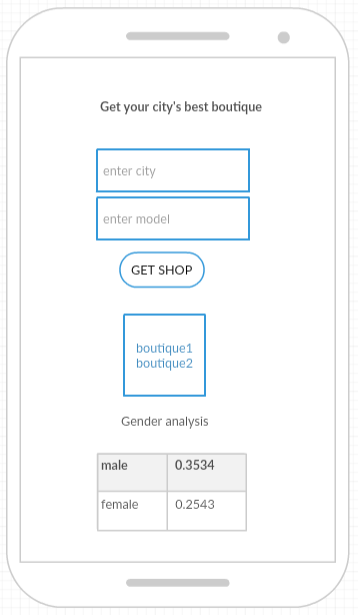 Get your city's best boutique
enter city
enter model
GET SHOP
boutique1
boutique2
Gender analysis
male 0.3534
female 0.2543